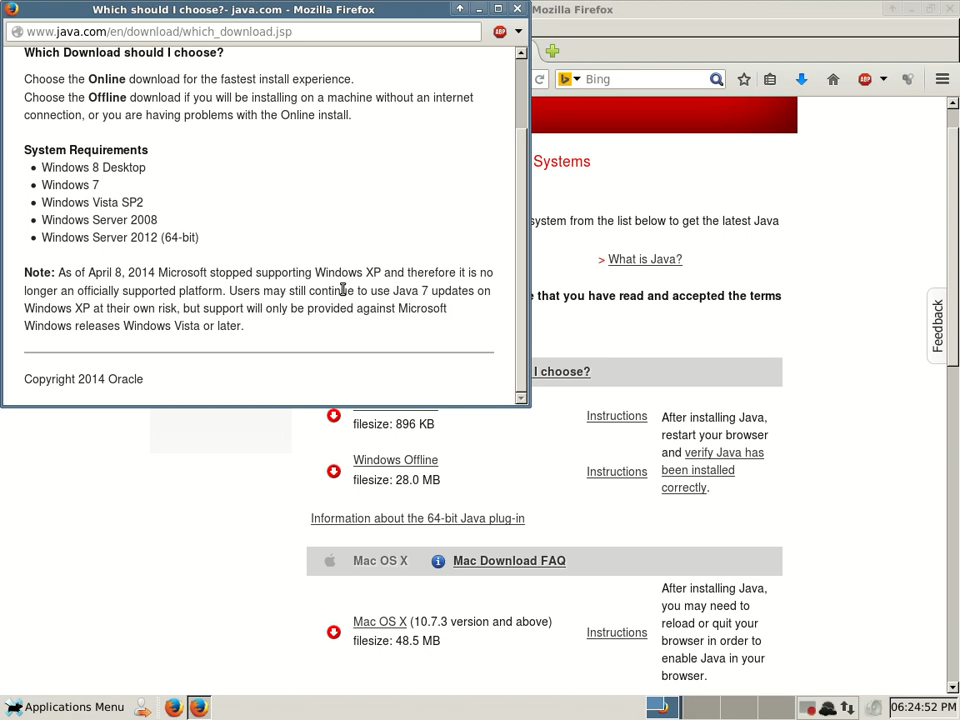 Which should I choose?- java.com - Mozilla Firefox
Mozilla Firefox
www.java.com/en/download/which_download.jsp
Bing
Which Download should I choose?
Choose the Online download for the fastest install experience.
Choose the Offline download if you will be installing on a machine without an internet
connection, or you are having problems with the Online install.
System Requirements
Windows 8 Desktop
Windows 7
Windows Vista SP2
Windows Server 2008
Windows Server 2012 (64-bit)
Note: As of April 8, 2014 Microsoft stopped supporting Windows XP and therefore it is no
longer an officially supported platform. Users may still continue to use Java 7 updates on
Windows XP at their own risk, but support will only be provided against Microsoft
Windows releases Windows Vista or later.
Copyright 2014 Oracle
Systems
system from the list below to get the latest Java
> What is Java?
that you have read and accepted the terms
Feedback
I choose?
filesize: 896 KB
Instructions
Windows Offline
filesize: 28.0 MB
Instructions
After installing Java,
restart your browser
and verify Java has
been installed
correctly.
Information about the 64-bit Java plug-in
Mac OS X
Mac Download FAQ
Mac OS X (10.7.3 version and above)
filesize: 48.5 MB
Instructions
After installing Java,
you may need to
reload or quit your
browser in order to
enable Java in your
browser.
Applications Menu
06:24:52 PM